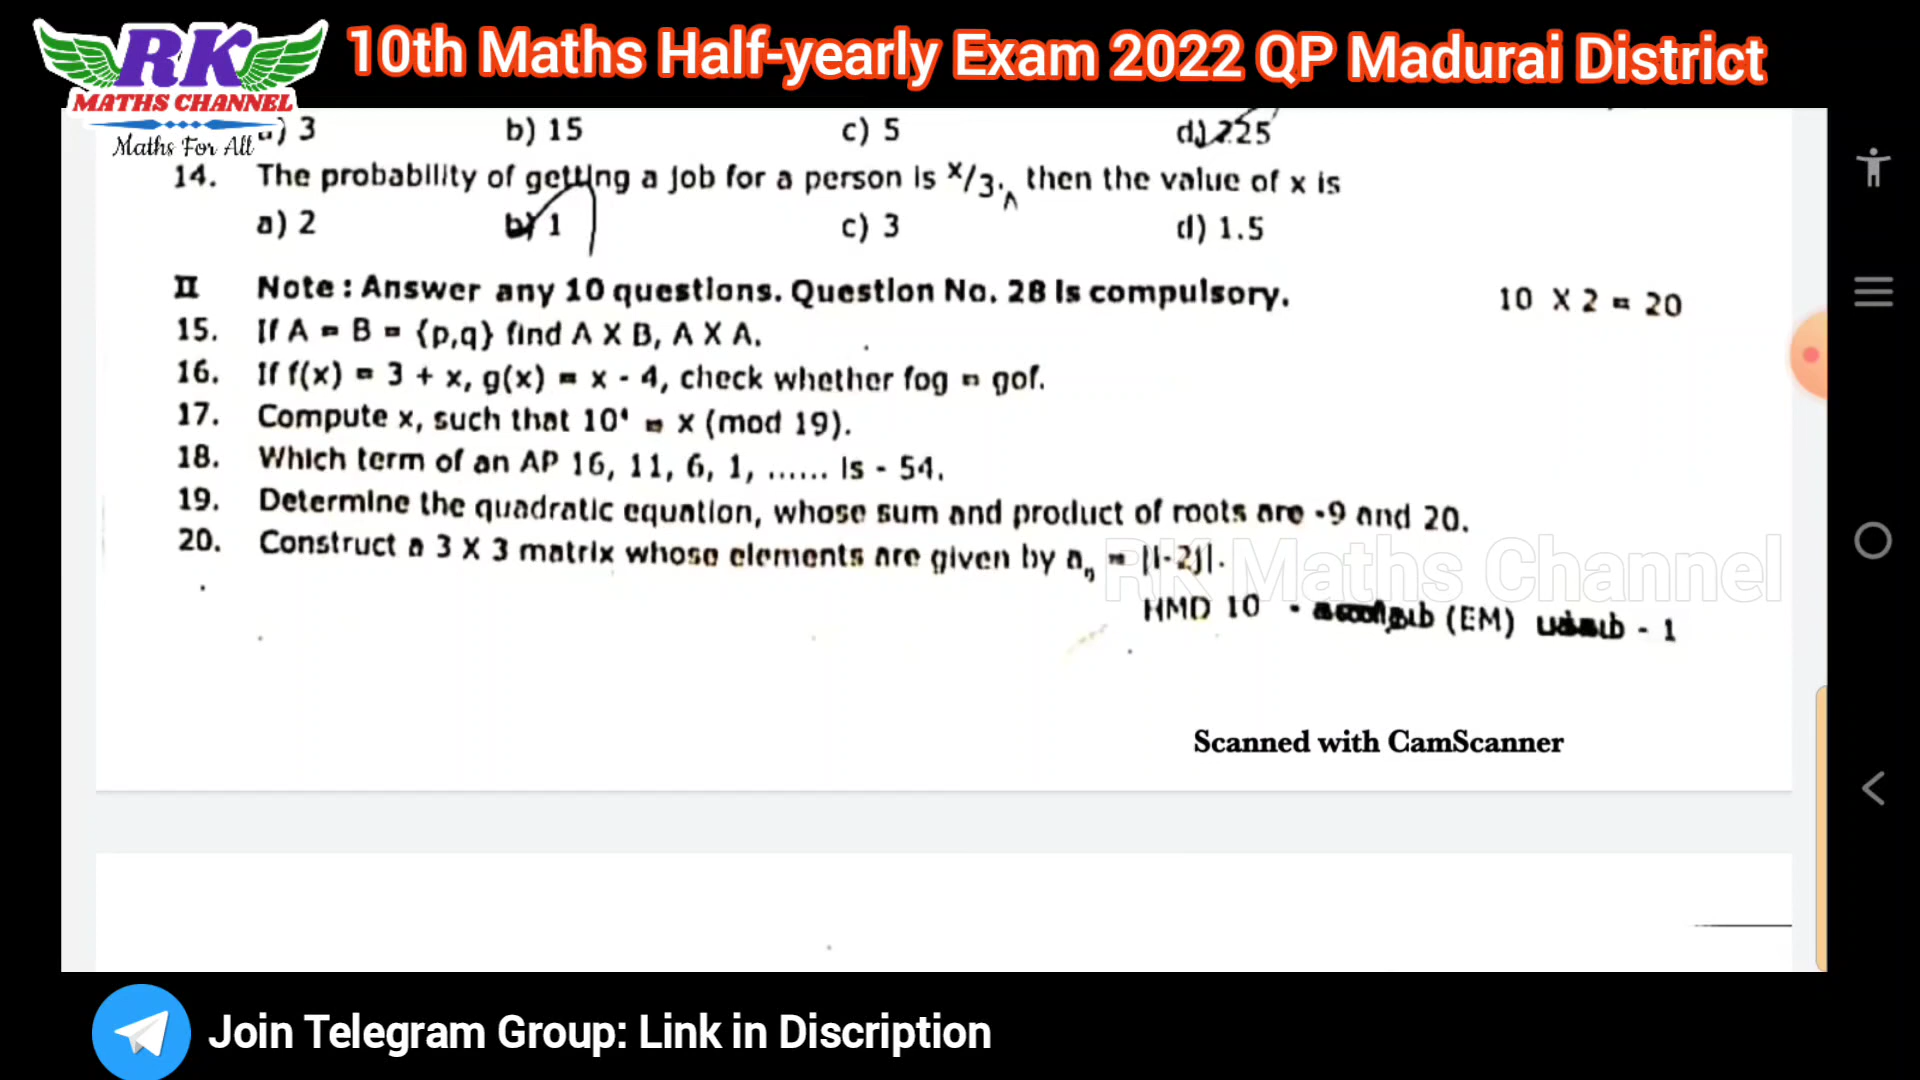 RK
MATHS CHANNEL
Maths For All
10th Maths Half-yearly Exam 2022 QP Madurai District
a) 3 b) 15 c) 5 d) 225
14. The probability of getting a job for a person is x/3. then the value of x is
a) 2 b) 1 c) 3 d) 1.5
II Note : Answer any 10 questions. Question No. 28 is compulsory. 10 X 2 = 20
15. If A = B = {p,q} find A X B, A X A.
16. If f(x) = 3 + x, g(x) = x - 4, check whether fog = gof.
17. Compute x, such that 10⁴ ≡ x (mod 19).
18. Which term of an AP 16, 11, 6, 1, ...... is - 54.
19. Determine the quadratic equation, whose sum and product of roots are -9 and 20.
20. Construct a 3 X 3 matrix whose elements are given by aᵢⱼ = |i-2j|.
RK Maths Channel
HMD 10 - (EM) - 1
Scanned with CamScanner
Join Telegram Group: Link in Discription